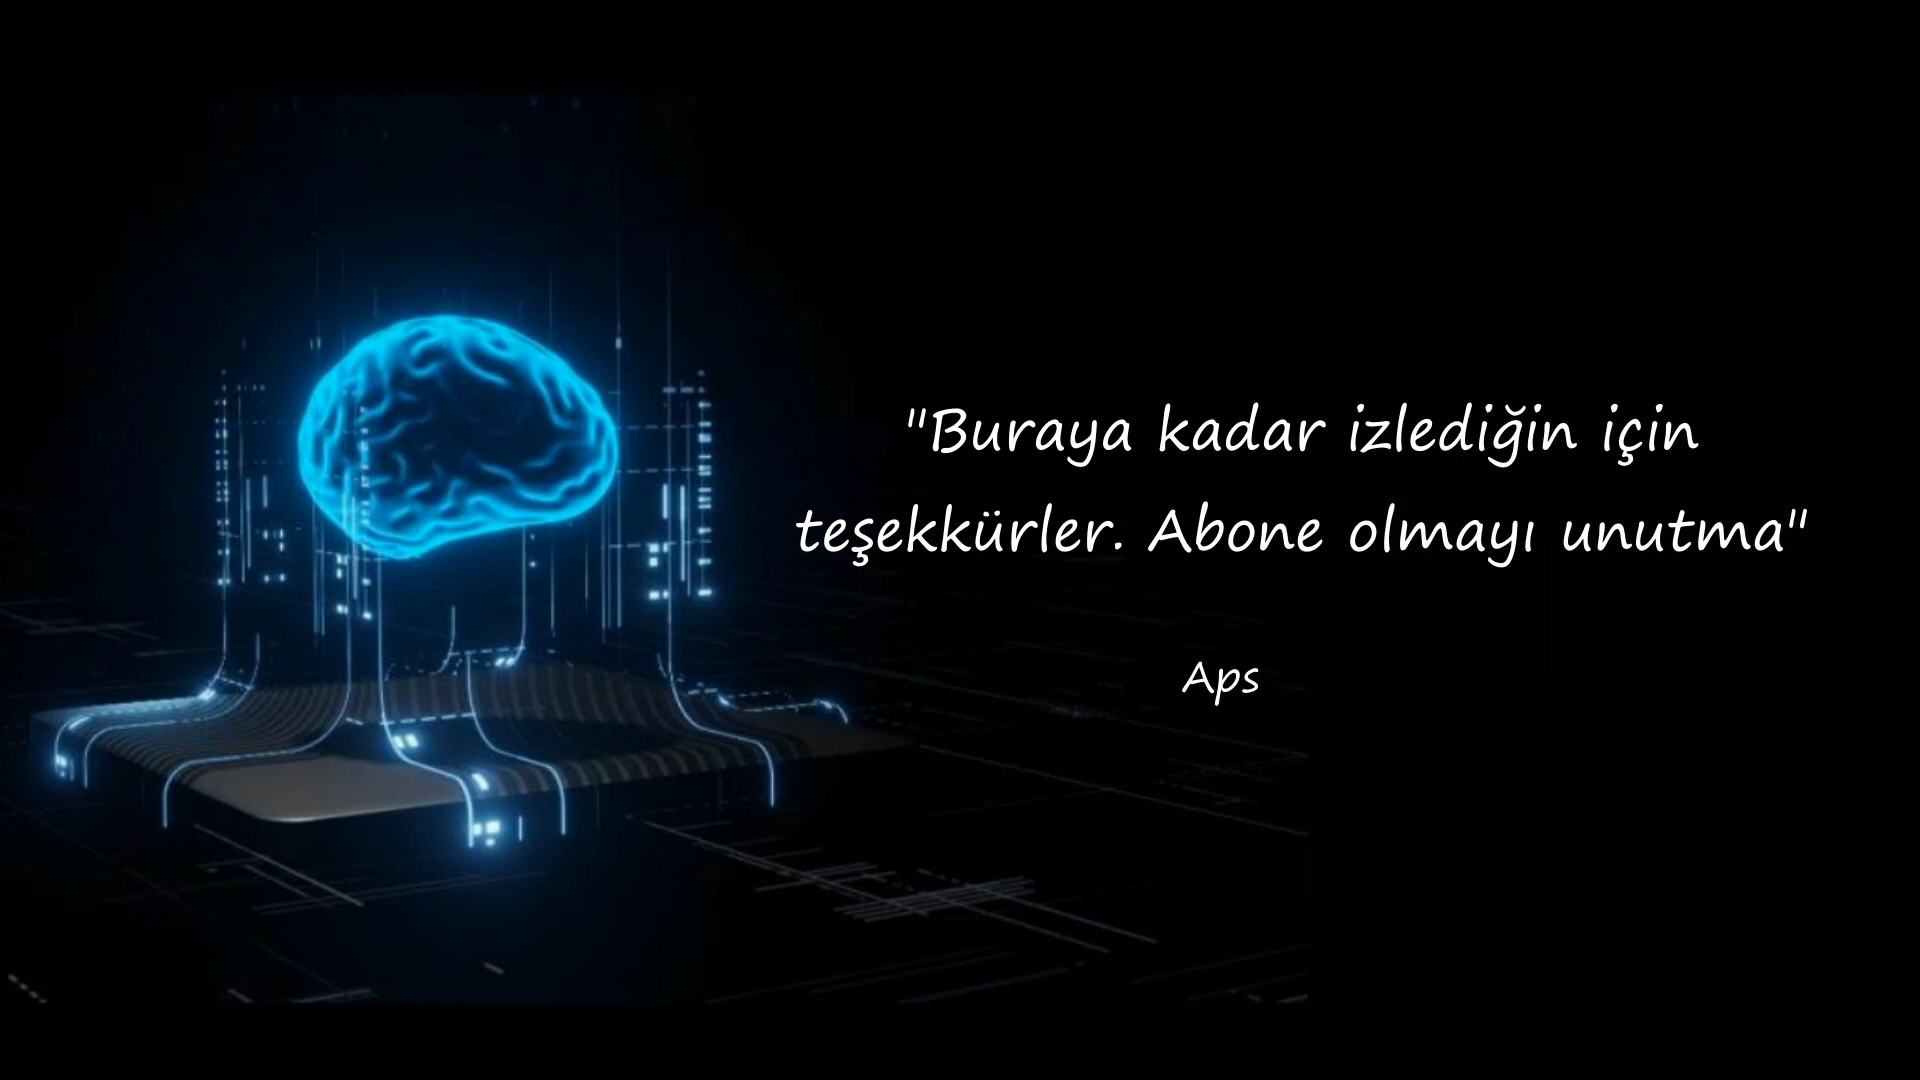 "Buraya kadar izlediğin için
teşekkürler. Abone olmayı unutma"
Aps